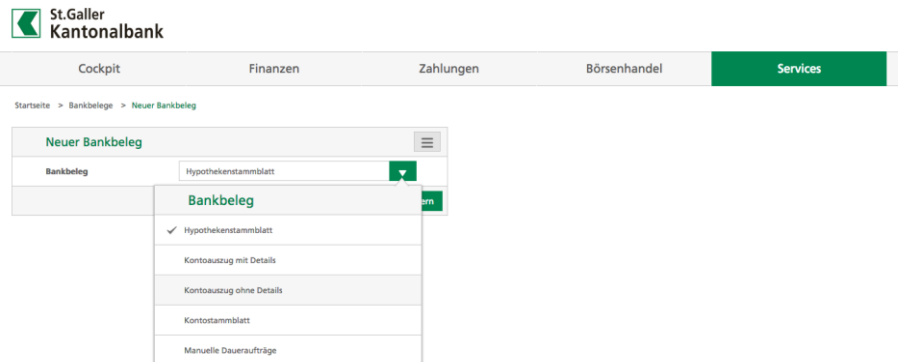 St.Galler
Kantonalbank
Cockpit Finanzen Zahlungen Börsenhandel Services
Startseite > Bankbelege > Neuer Bankbeleg
Neuer Bankbeleg
Bankbeleg Hypothekenstammblatt
Bankbeleg ern
Hypothekenstammblatt
Kontoauszug mit Details
Kontoauszug ohne Details
Kontostammblatt
Manuelle Daueraufträge